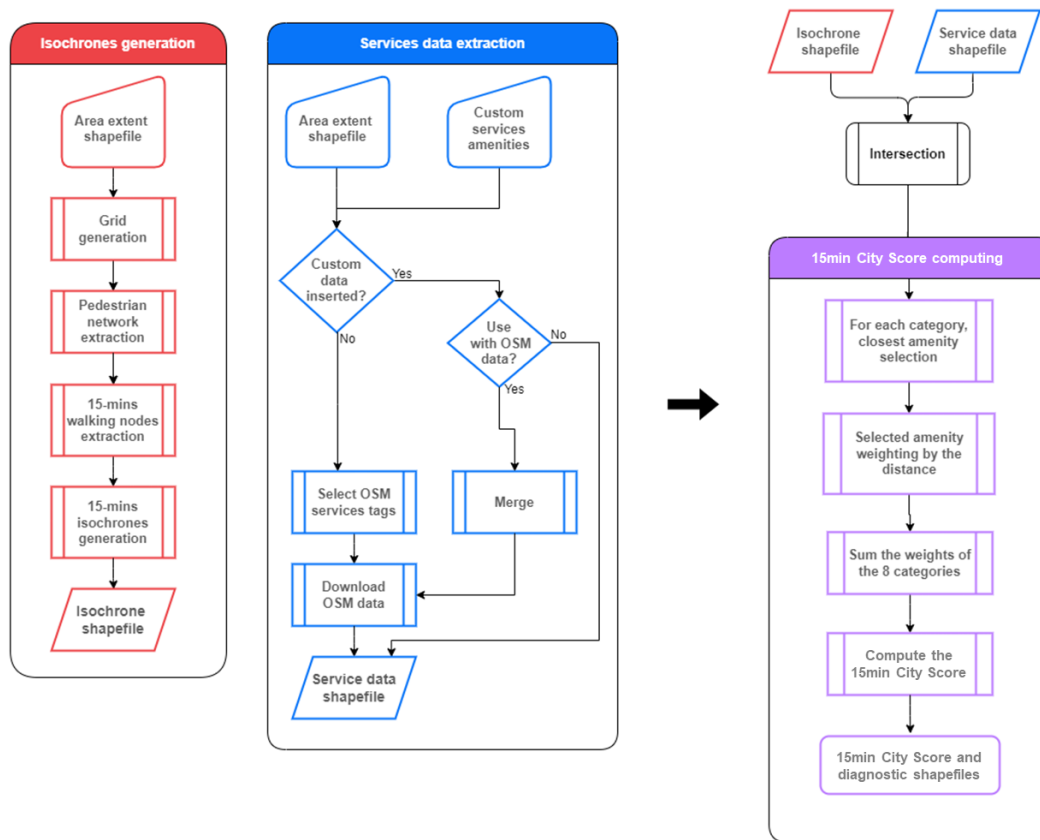 Isochrones generation
Area extent
shapefile
Grid
generation
Pedestrian
network
extraction
15-mins
walking nodes
extraction
15-mins
isochrones
generation
Isochrone
shapefile
Services data extraction
Area extent
shapefile
Custom
services
amenities
Custom
data
inserted?
Yes
No
Use
with OSM
data?
No
Yes
Select OSM
services tags
Merge
Download
OSM data
Service data
shapefile
Isochrone
shapefile
Service data
shapefile
Intersection
15min City Score computing
For each category,
closest amenity
selection
Selected amenity
weighting by the
distance
Sum the weights of
the 8 categories
Compute the
15min City Score
15min City Score and
diagnostic shapefiles